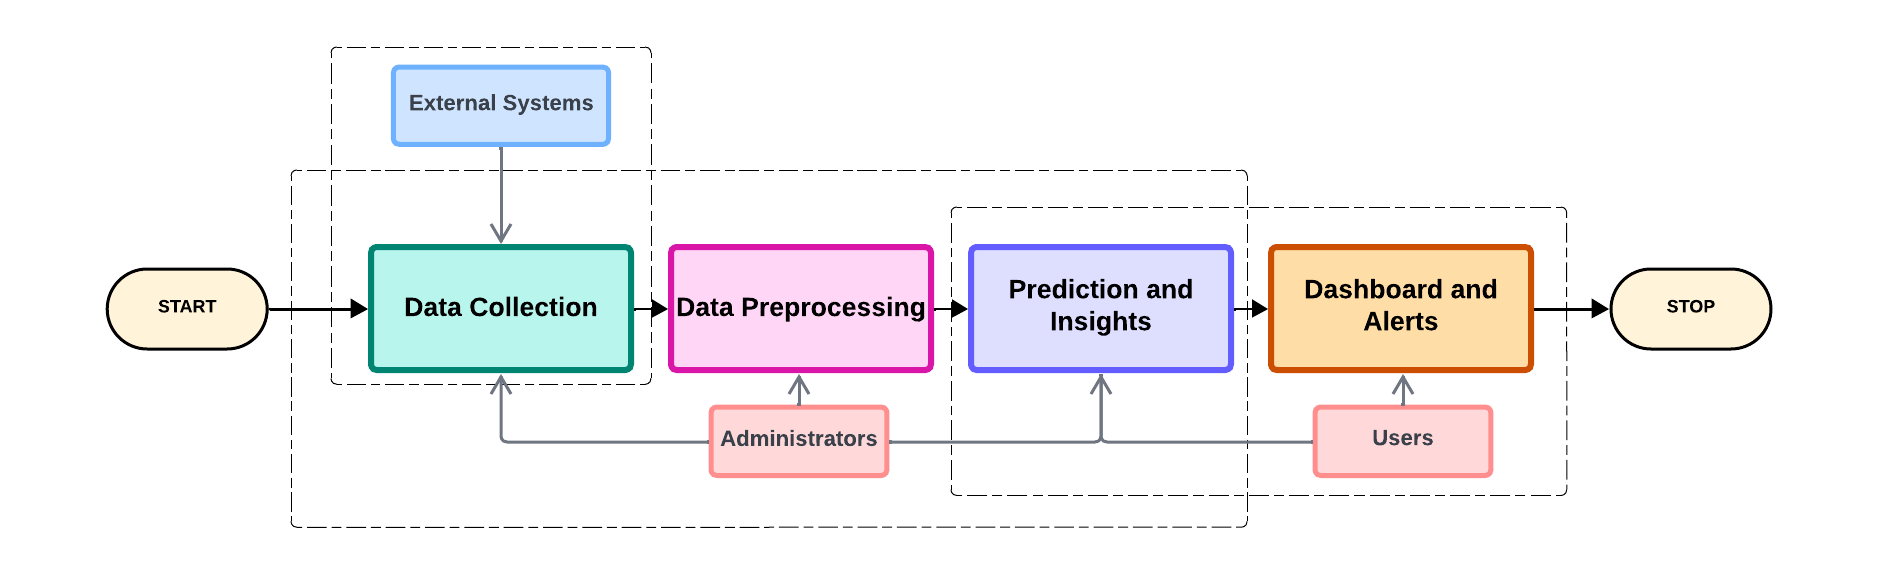 External Systems
START
Data Collection
Data Preprocessing
Prediction and
Insights
Dashboard and
Alerts
STOP
Administrators
Users